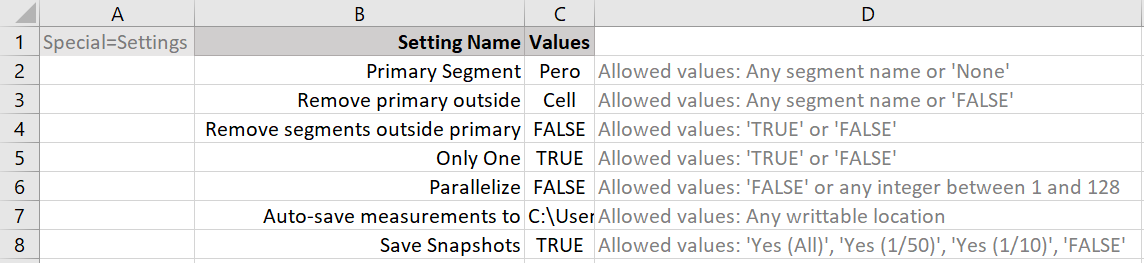 A B C D
1 Special=Settings Setting Name Values
2 Primary Segment Pero Allowed values: Any segment name or 'None'
3 Remove primary outside Cell Allowed values: Any segment name or 'FALSE'
4 Remove segments outside primary FALSE Allowed values: 'TRUE' or 'FALSE'
5 Only One TRUE Allowed values: 'TRUE' or 'FALSE'
6 Parallelize FALSE Allowed values: 'FALSE' or any integer between 1 and 128
7 Auto-save measurements to C:\User Allowed values: Any writtable location
8 Save Snapshots TRUE Allowed values: 'Yes (All)', 'Yes (1/50)', 'Yes (1/10)', 'FALSE'